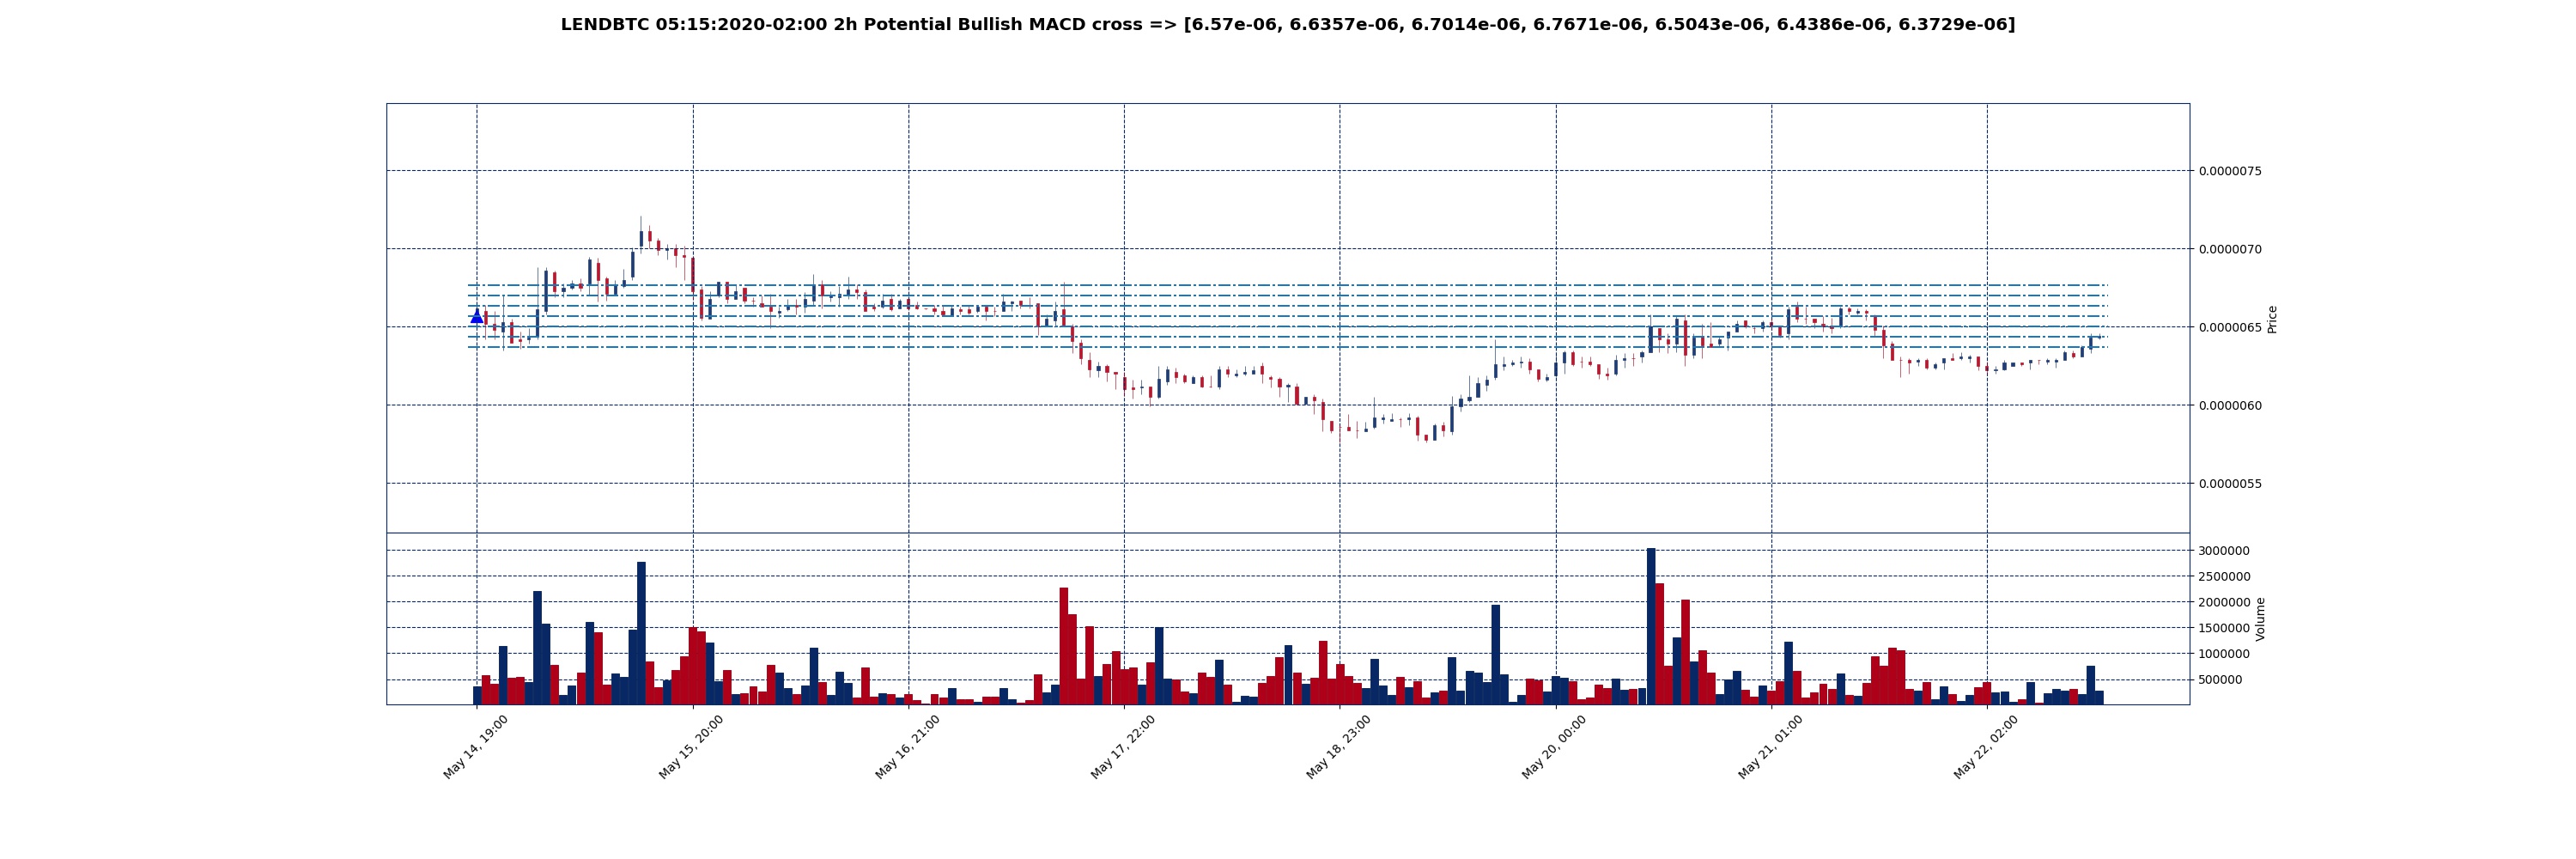 LENDBTC 05:15:2020-02:00 2h Potential Bullish MACD cross => [6.57e-06, 6.6357e-06, 6.7014e-06, 6.7671e-06, 6.5043e-06, 6.4386e-06, 6.3729e-06]
0.0000075
0.0000070
0.0000065
0.0000060
0.0000055
Price
3000000
2500000
2000000
1500000
1000000
500000
Volume
May 14, 19:00
May 15, 20:00
May 16, 21:00
May 17, 22:00
May 18, 23:00
May 20, 00:00
May 21, 01:00
May 22, 02:00